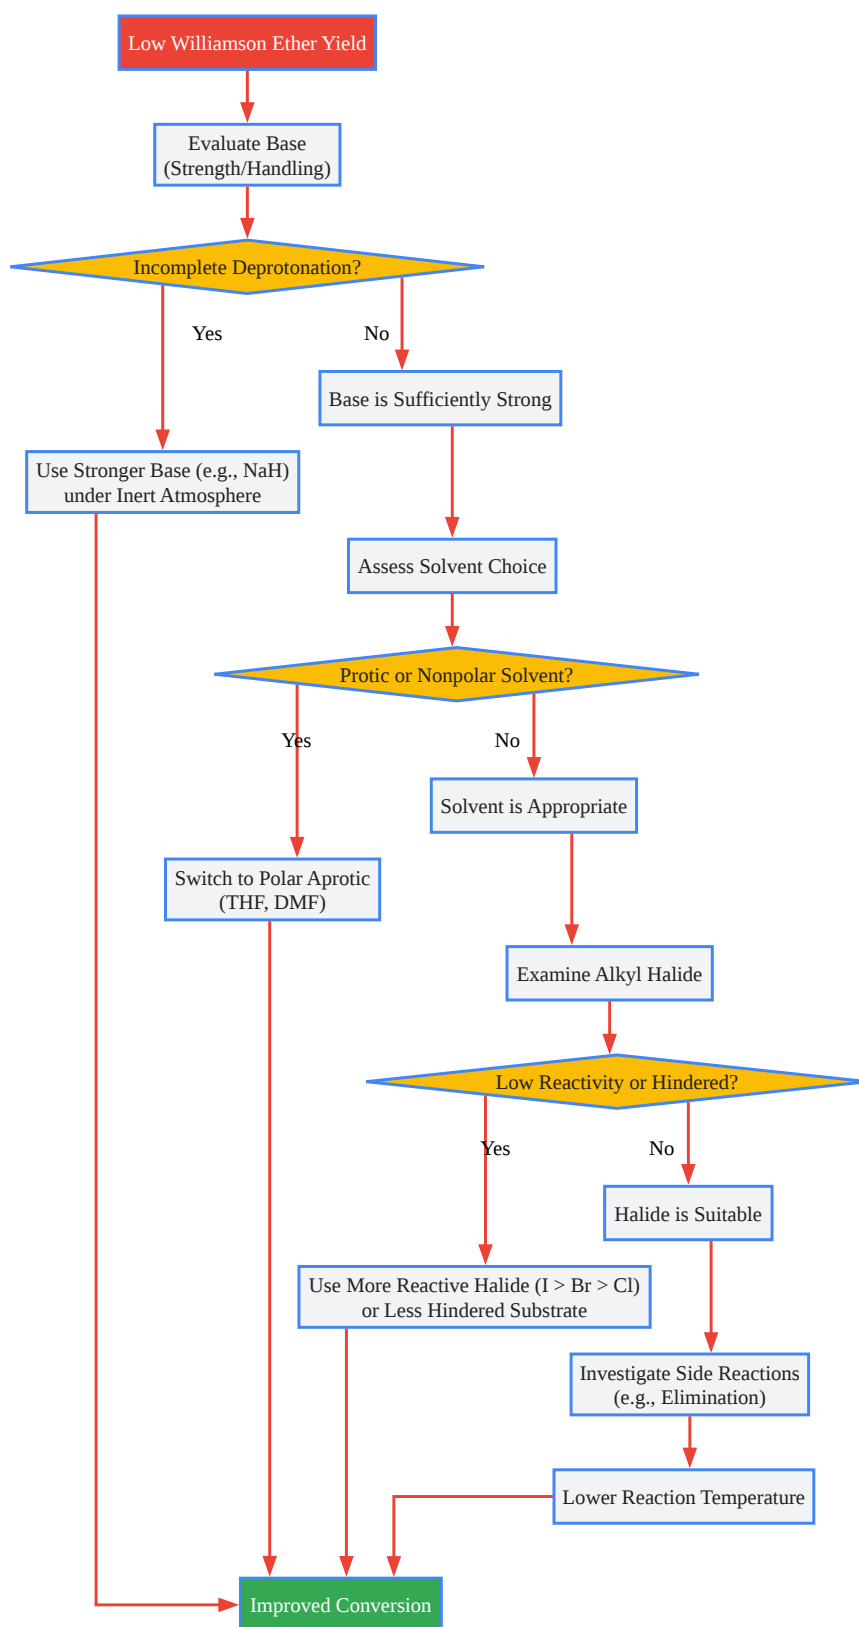 Low Williamson Ether Yield
Evaluate Base
(Strength/Handling)
Incomplete Deprotonation?
Yes
No
Base is Sufficiently Strong
Use Stronger Base (e.g., NaH)
under Inert Atmosphere
Assess Solvent Choice
Protic or Nonpolar Solvent?
Yes
No
Solvent is Appropriate
Switch to Polar Aprotic
(THF, DMF)
Examine Alkyl Halide
Low Reactivity or Hindered?
Yes
No
Halide is Suitable
Use More Reactive Halide (I > Br > Cl)
or Less Hindered Substrate
Investigate Side Reactions
(e.g., Elimination)
Lower Reaction Temperature
Improved Conversion